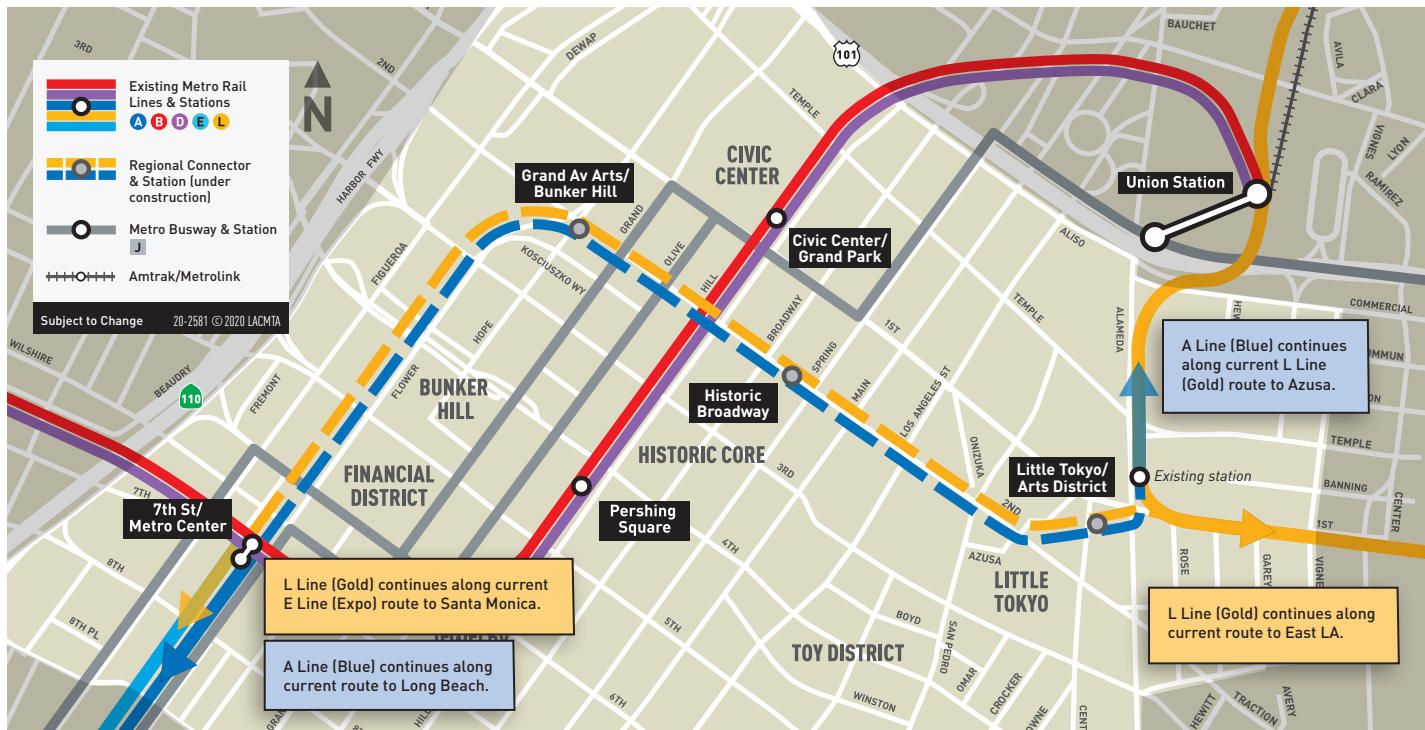 Existing Metro Rail
Lines & Stations
A B D E L
Regional Connector
& Station (under
construction)
Metro Busway & Station
J
Amtrak/Metrolink
Subject to Change 20-2581 © 2020 LACMTA
N
3RD
2ND
DEWAP
TEMPLE
101
BAUCHET
AVILA
CLARA
VIGNES
LYON
RAMIREZ
HARBOR FWY
CIVIC
CENTER
Grand Av Arts/
Bunker Hill
Union Station
GRAND
OLIVE
HILL
Civic Center/
Grand Park
ALISO
FIGUEROA
KOSCIUSZKO WY
HOPE
FLOWER
BROADWAY
SPRING
MAIN
1ST
LOS ANGELES ST
TEMPLE
ALAMEDA
COMMERCIAL
A Line (Blue) continues
along current L Line
(Gold) route to Azusa.
WILSHIRE
BEAUDRY
110
FREMONT
BUNKER
HILL
Historic
Broadway
HISTORIC CORE
ONIZUKA
TEMPLE
FINANCIAL
DISTRICT
3RD
Little Tokyo/
Arts District
Existing station
BANNING
CENTER
7TH
7th St/
Metro Center
Pershing
Square
2ND
1ST
8TH
4TH
AZUSA
LITTLE
TOKYO
ROSE
GAREY
L Line (Gold) continues along current
E Line (Expo) route to Santa Monica.
L Line (Gold) continues along
current route to East LA.
8TH PL
5TH
BOYD
SAN PEDRO
TOY DISTRICT
OMAR
CROCKER
A Line (Blue) continues along
current route to Long Beach.
6TH
WINSTON
HEWITT
TRACTION
AVERY